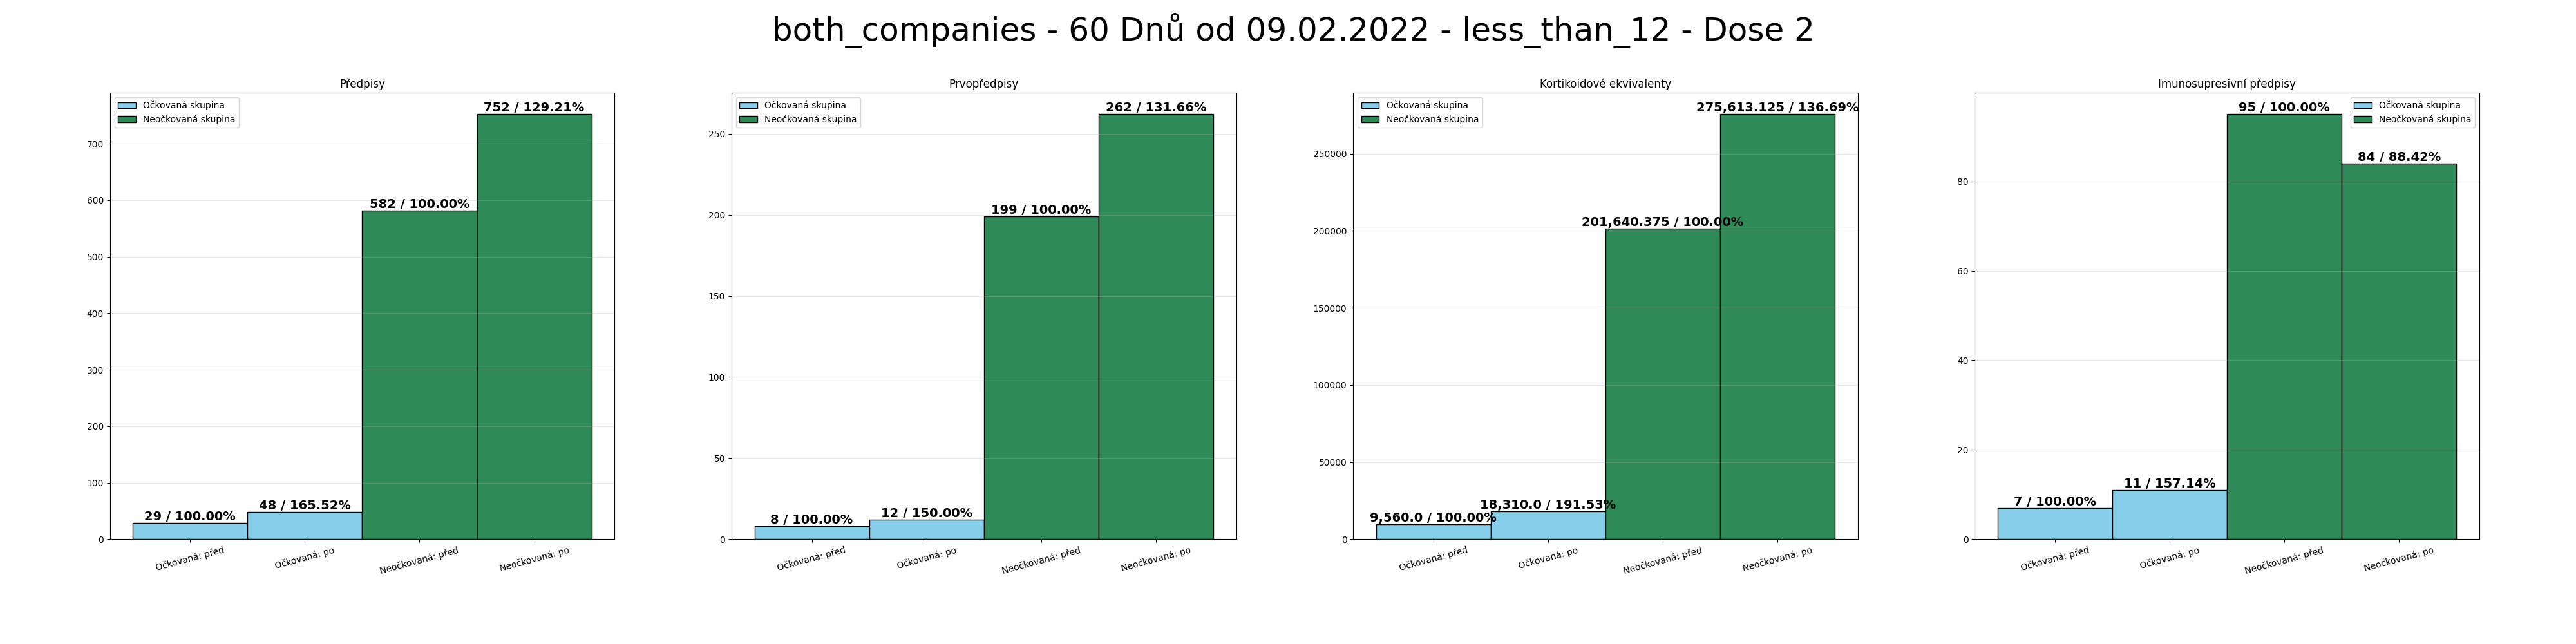 both_companies - 60 Dnů od 09.02.2022 - less_than_12 - Dose 2
Předpisy
Očkovaná skupina
Neočkovaná skupina
700
600
500
400
300
200
100
0
29 / 100.00%
48 / 165.52%
582 / 100.00%
752 / 129.21%
Očkovaná: před
Očkovaná: po
Neočkovaná: před
Neočkovaná: po
Prvopředpisy
Očkovaná skupina
Neočkovaná skupina
250
200
150
100
50
0
8 / 100.00%
12 / 150.00%
199 / 100.00%
262 / 131.66%
Očkovaná: před
Očkovaná: po
Neočkovaná: před
Neočkovaná: po
Kortikoidové ekvivalenty
Očkovaná skupina
Neočkovaná skupina
250000
200000
150000
100000
50000
0
9,560.0 / 100.00%
18,310.0 / 191.53%
201,640.375 / 100.00%
275,613.125 / 136.69%
Očkovaná: před
Očkovaná: po
Neočkovaná: před
Neočkovaná: po
Imunosupresivní předpisy
Očkovaná skupina
Neočkovaná skupina
80
60
40
20
0
7 / 100.00%
11 / 157.14%
95 / 100.00%
84 / 88.42%
Očkovaná: před
Očkovaná: po
Neočkovaná: před
Neočkovaná: po